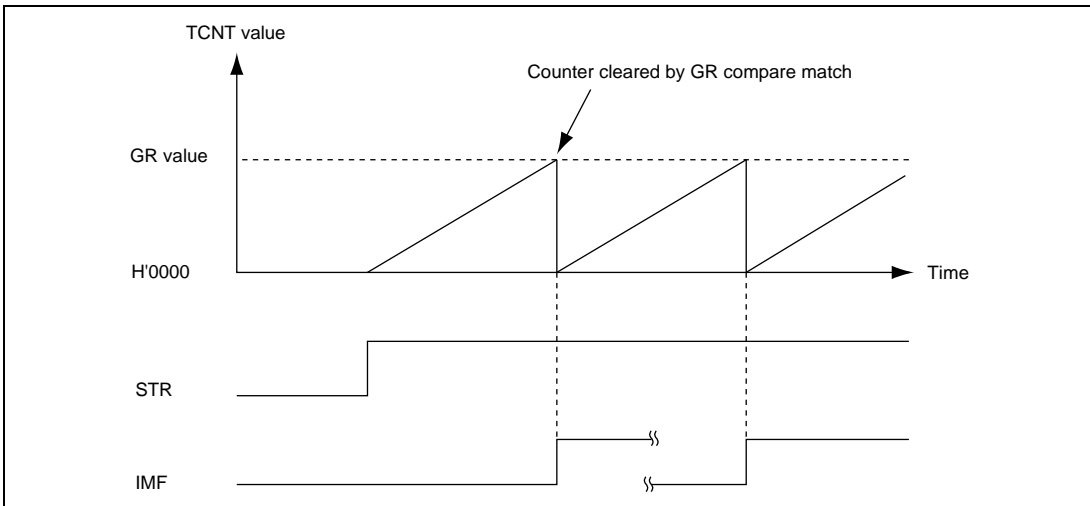 TCNT value
Counter cleared by GR compare match
GR value
H'0000
Time
STR
IMF